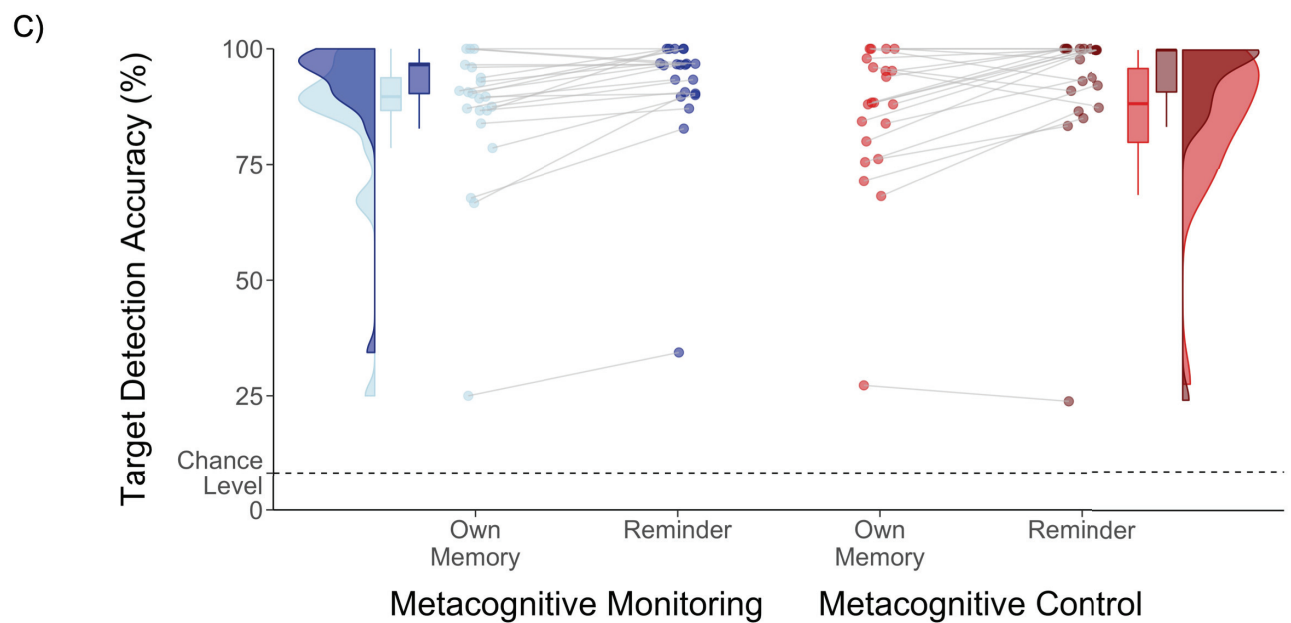 C)
Target Detection Accuracy (%)
100
75
50
25
Chance
Level
0
Own
Memory
Reminder
Own
Memory
Reminder
Metacognitive Monitoring
Metacognitive Control